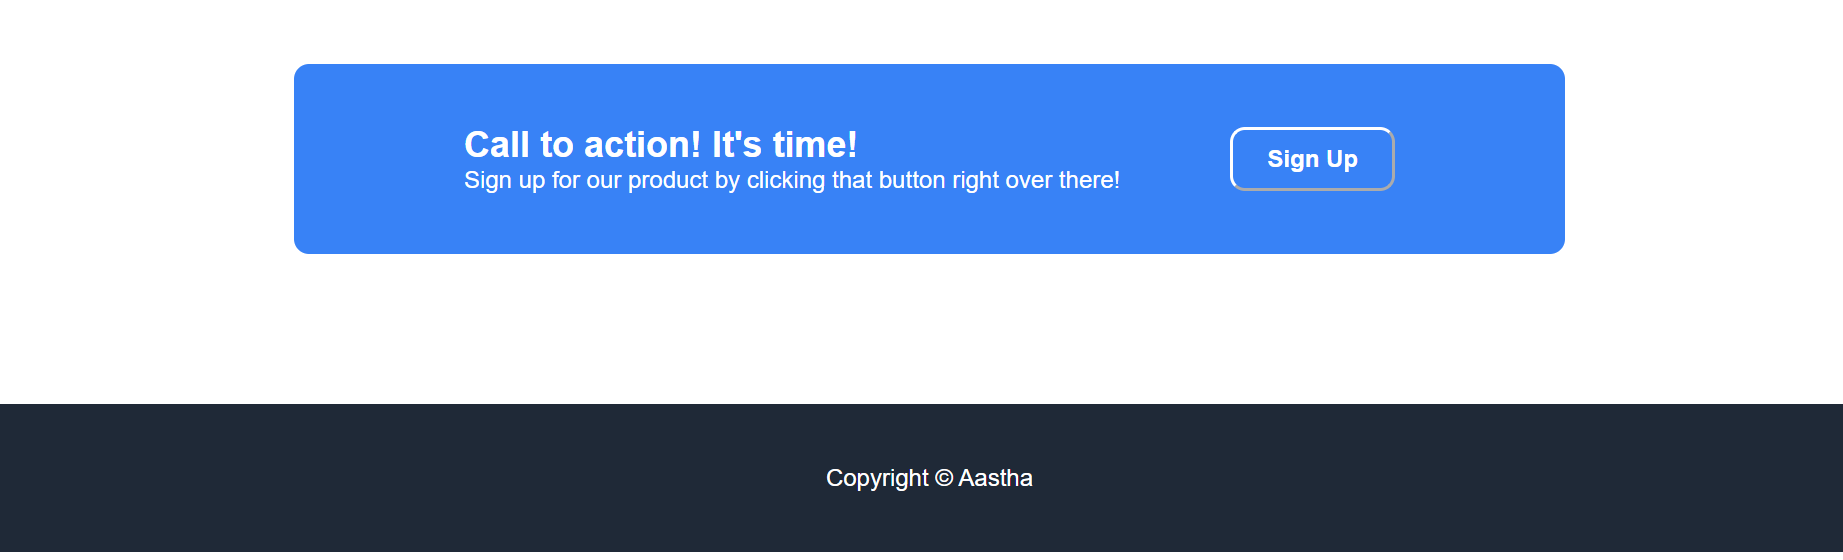 Call to action! It's time!
Sign up for our product by clicking that button right over there!
Sign Up
Copyright © Aastha